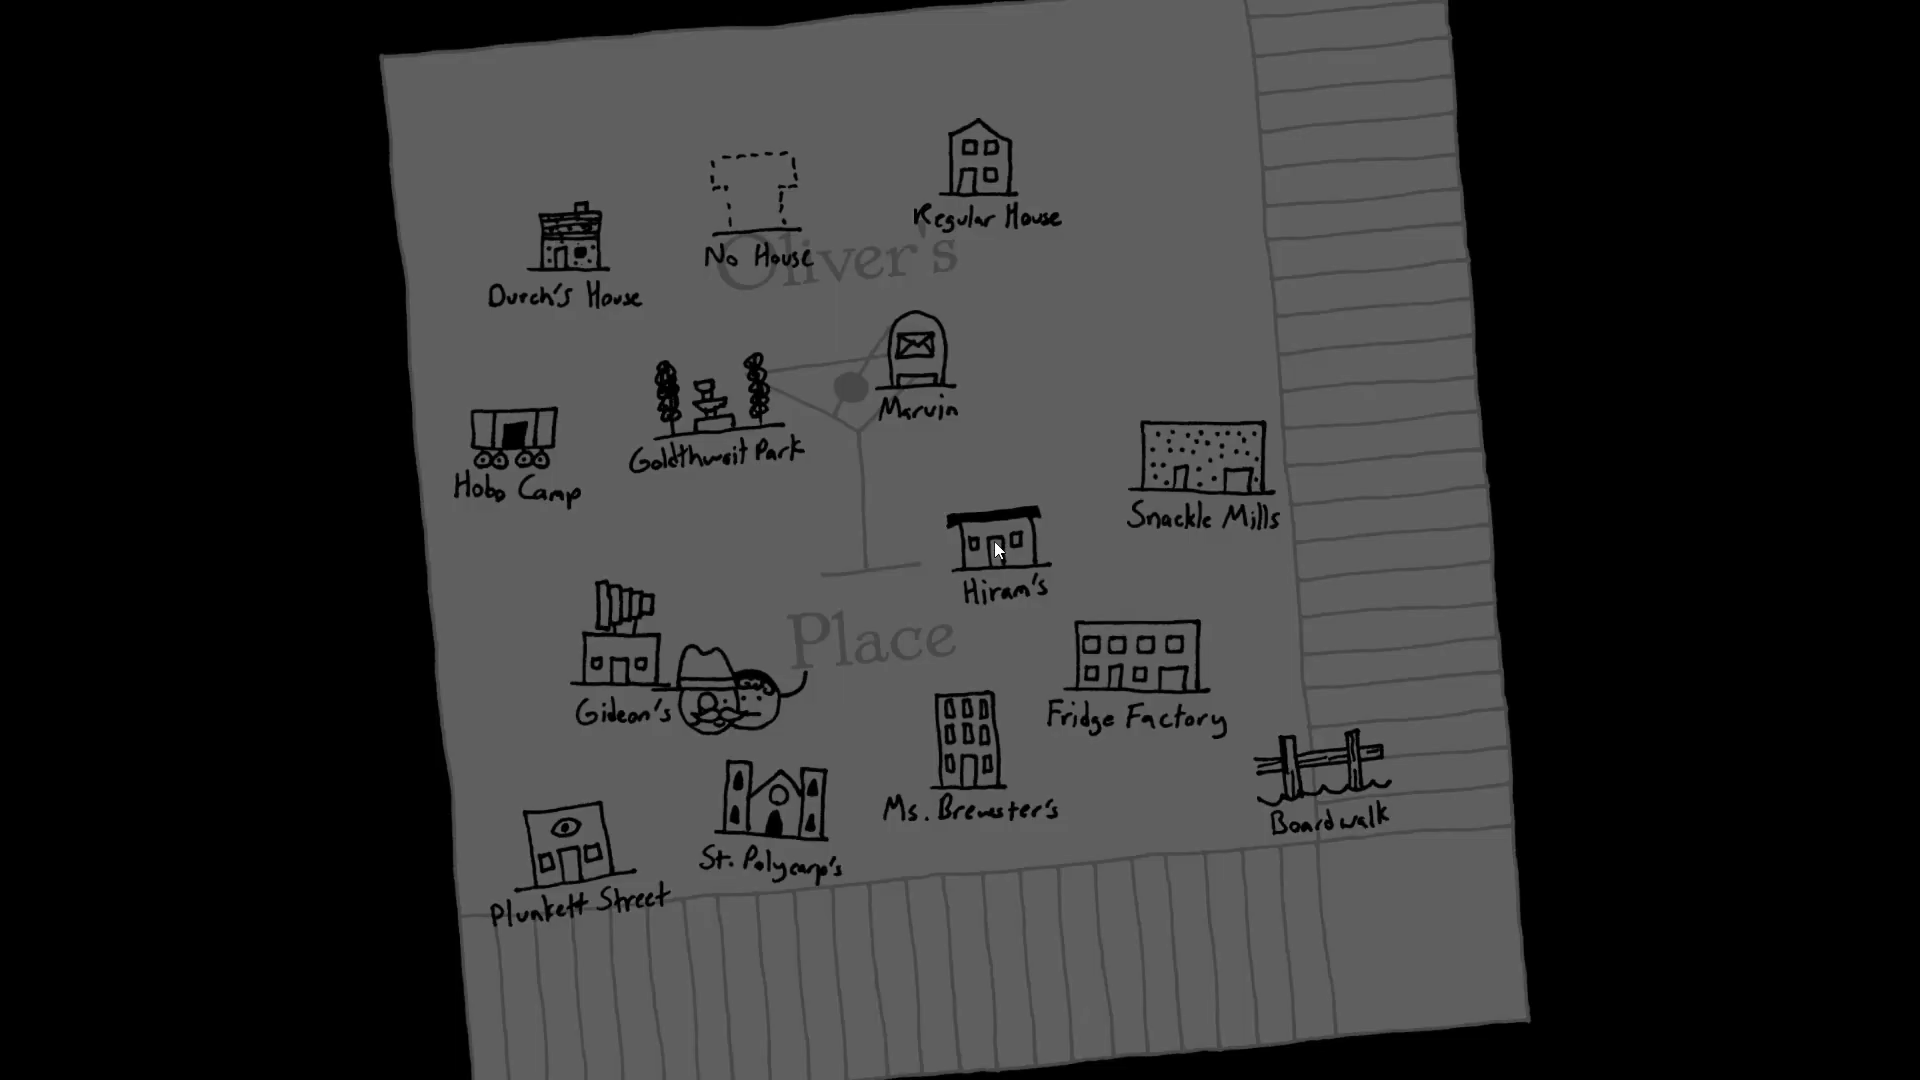 Regular House
No House
Oliver's
Durch's House
Marvin
Goldthwait Park
Hobo Camp
Snackle Mills
Hiram's
Place
Gideon's
Fridge Factory
Ms. Brewster's
Boardwalk
St. Polycarp's
Plunkett Street